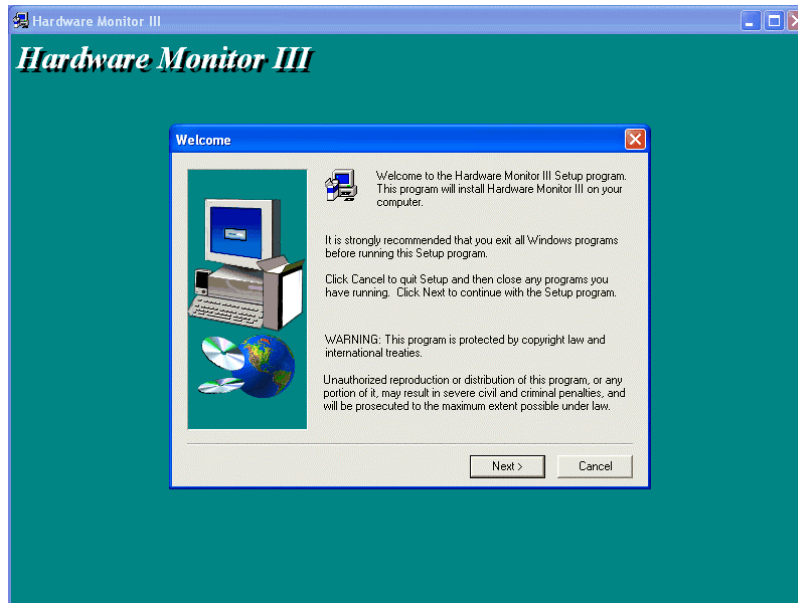 Hardware Monitor III
Hardware Monitor III
Welcome
Welcome to the Hardware Monitor III Setup program.
This program will install Hardware Monitor III on your
computer.
It is strongly recommended that you exit all Windows programs
before running this Setup program.
Click Cancel to quit Setup and then close any programs you
have running. Click Next to continue with the Setup program.
WARNING: This program is protected by copyright law and
international treaties.
Unauthorized reproduction or distribution of this program, or any
portion of it, may result in severe civil and criminal penalties, and
will be prosecuted to the maximum extent possible under law.
Next >
Cancel